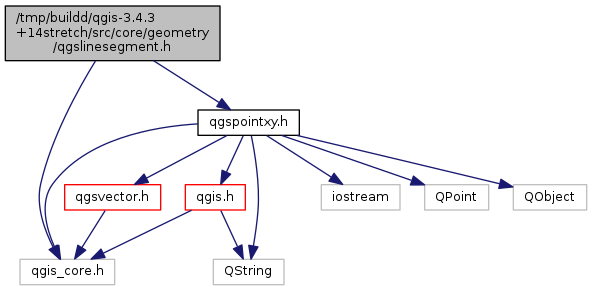 /tmp/buildd/qgis-3.4.3
+14stretch/src/core/geometry
/qgslinesegment.h
qgspointxy.h
qgsvector.h
qgis.h
iostream
QPoint
QObject
qgis_core.h
QString